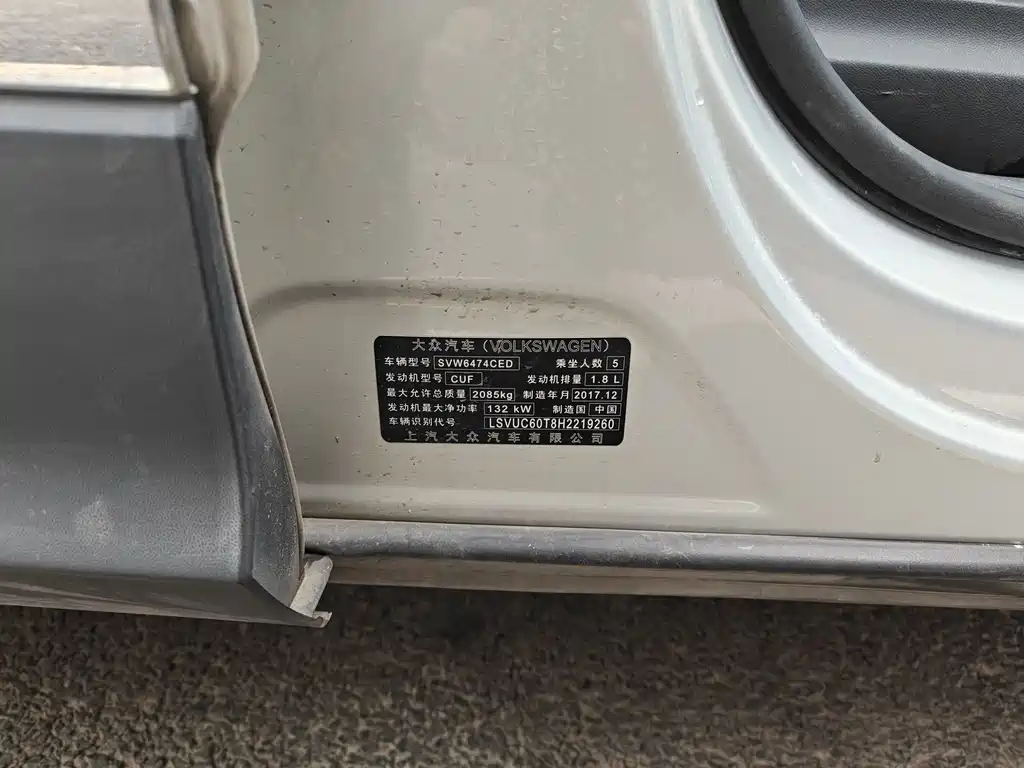 大众汽车(VOLKSWAGEN)
车辆型号 SVW6474CED 乘坐人数 5
发动机型号 CUF 发动机排量 1.8 L
最大允许总质量 2085kg 制造年月 2017.12
发动机最大净功率 132 kW 制造国 中国
车辆识别代号 LSVUC60T8H2219260
上汽大众汽车有限公司